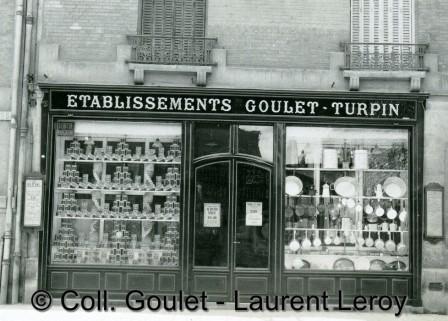 ETABLISSEMENTS GOULET-TURPIN
© Coll. Goulet - Laurent Leroy